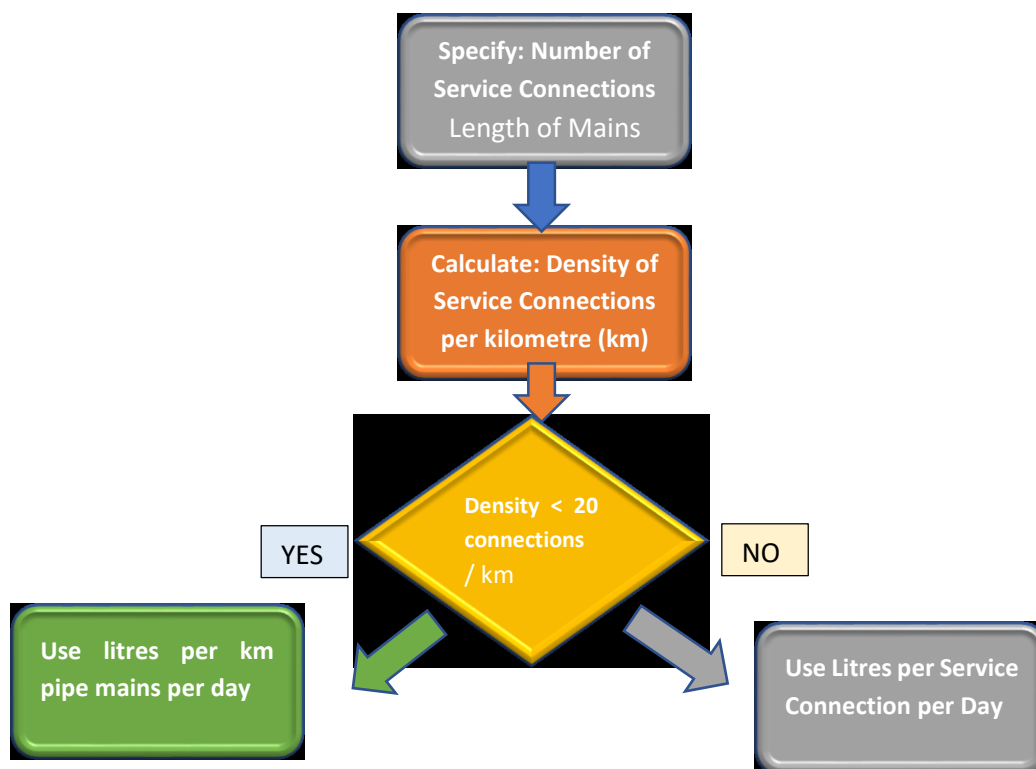 Specify: Number of
Service Connections
Length of Mains
Calculate: Density of
Service Connections
per kilometre (km)
Density < 20
connections
/ km
YES
NO
Use litres per km
pipe mains per day
Use Litres per Service
Connection per Day